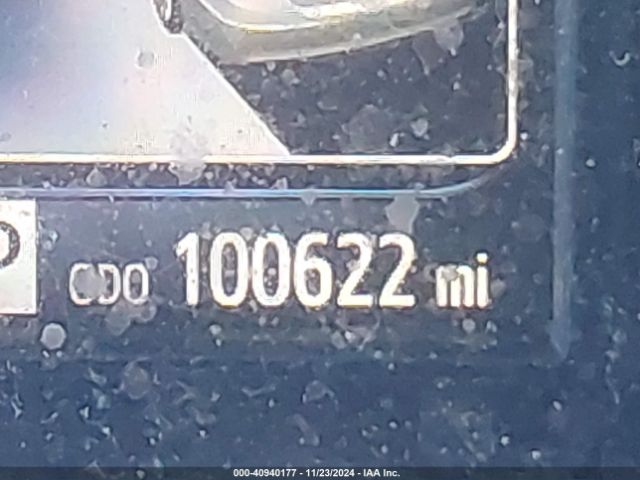 P
ODO 100622 mi
000-40940177 - 11/23/2024 - IAA Inc.